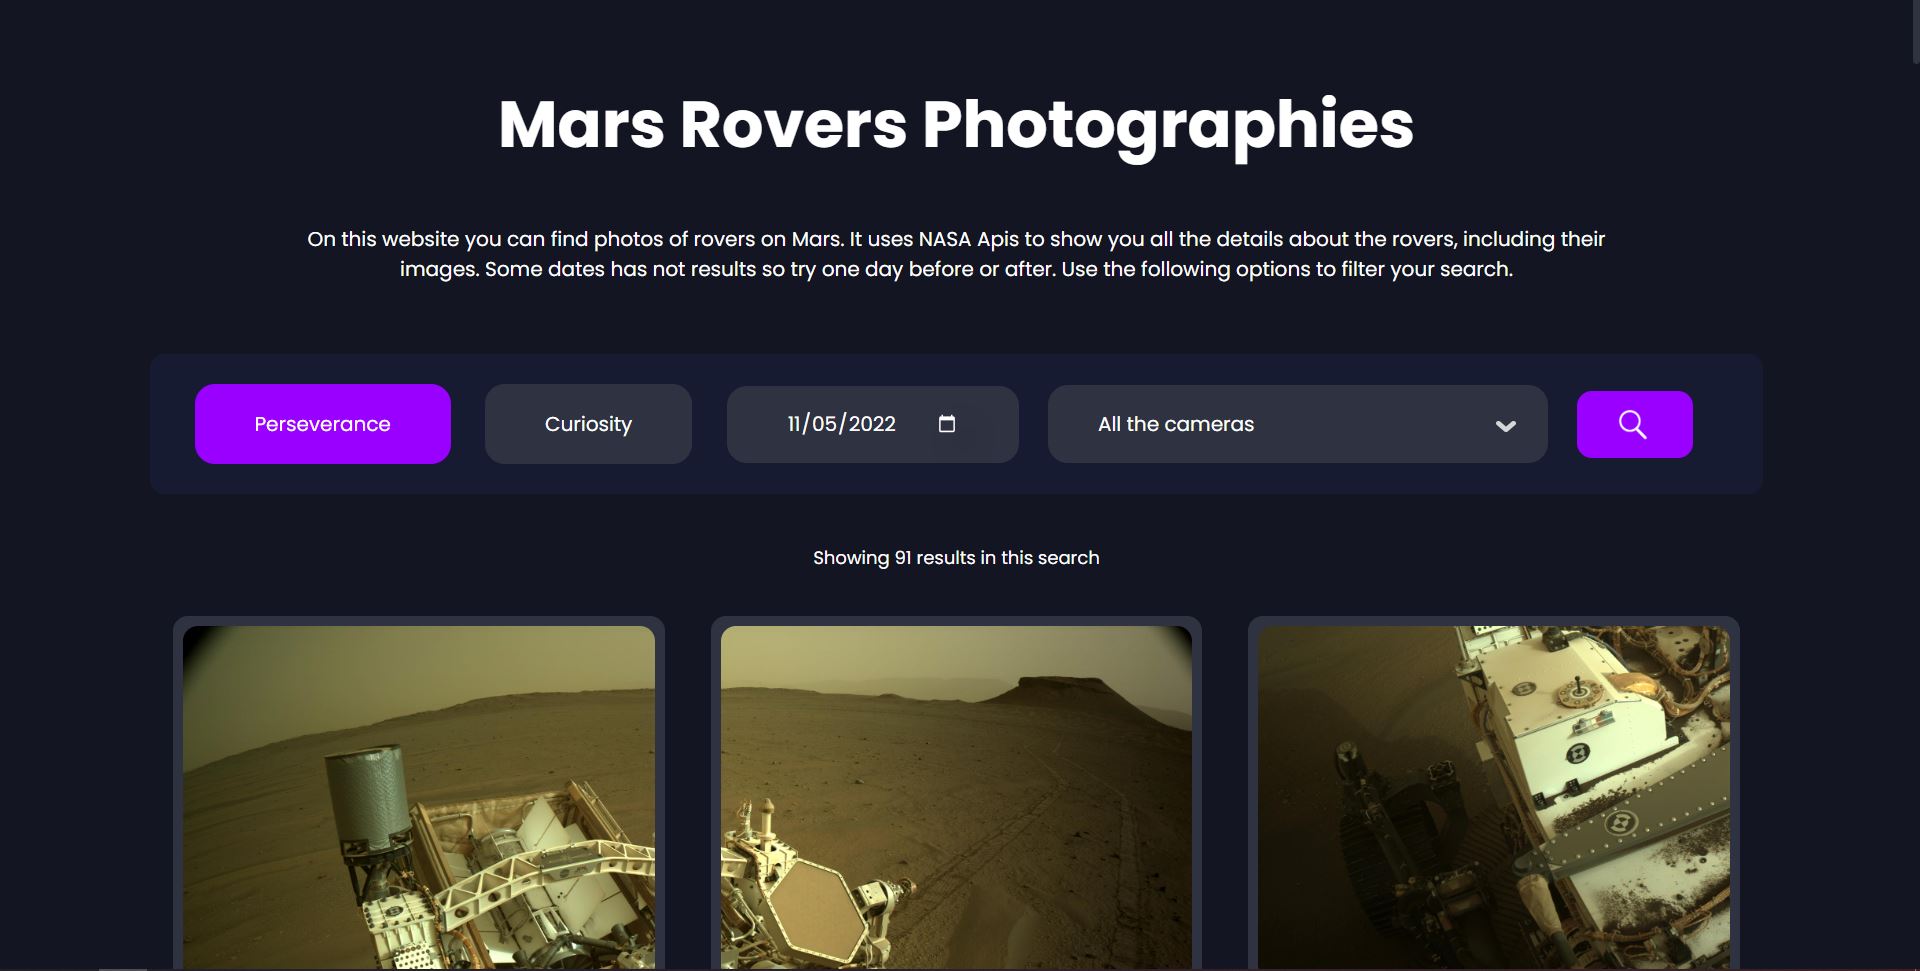 Mars Rovers Photographies
On this website you can find photos of rovers on Mars. It uses NASA Apis to show you all the details about the rovers, including their
images. Some dates has not results so try one day before or after. Use the following options to filter your search.
Perseverance
Curiosity
11/05/2022
All the cameras
Showing 91 results in this search